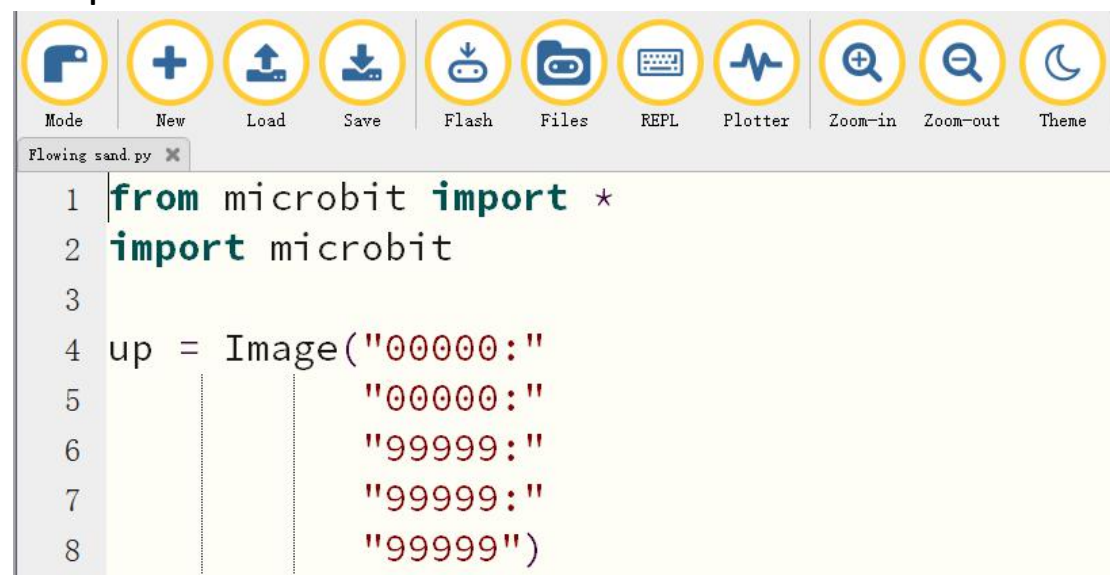 Mode New Load Save Flash Files REPL Plotter Zoom-in Zoom-out Theme
Flowing sand.py
1 from microbit import *
2 import microbit
3
4 up = Image("00000:"
5 "00000:"
6 "99999:"
7 "99999:"
8 "99999")